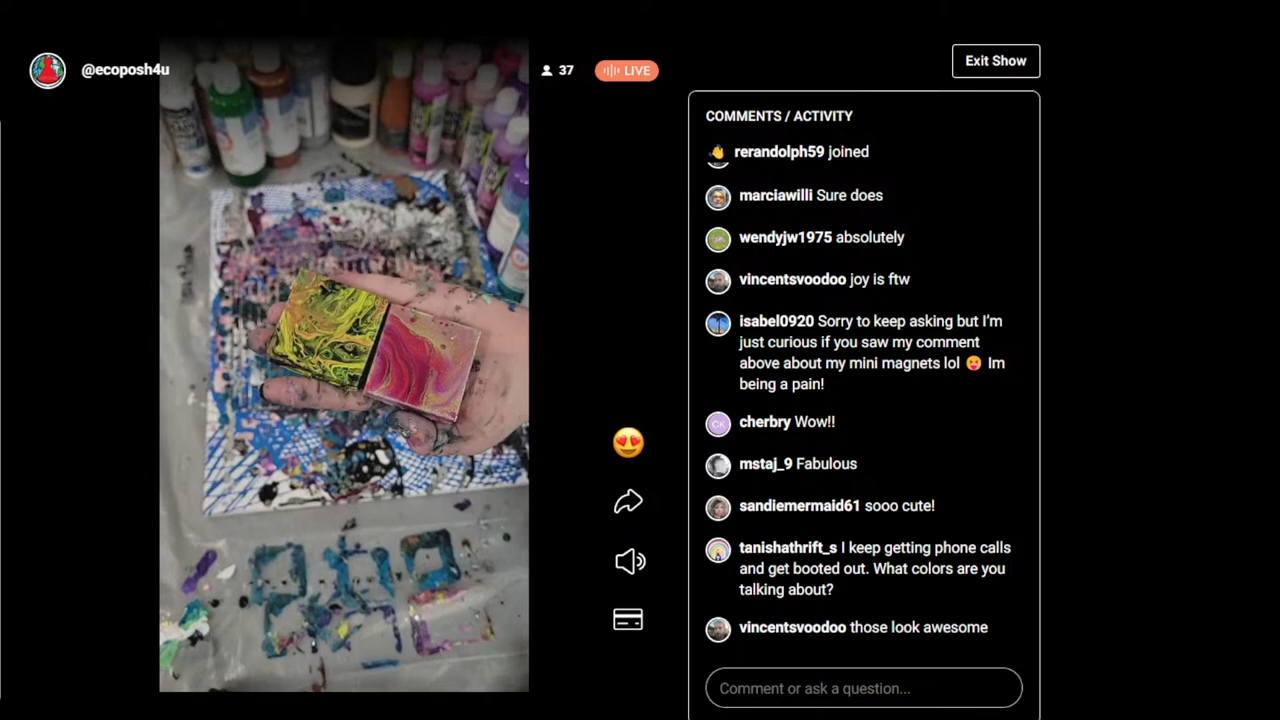 @ecoposh4u
37
LIVE
Exit Show
COMMENTS / ACTIVITY
rerandolph59 joined
marciawilli Sure does
wendyjw1975 absolutely
vincentsvoodoo joy is ftw
isabel0920 Sorry to keep asking but I'm
just curious if you saw my comment
above about my mini magnets lol 😝 Im
being a pain!
CK
cherbry Wow!!
mstaj_9 Fabulous
sandiemermaid61 sooo cute!
tanishathrift_s I keep getting phone calls
and get booted out. What colors are you
talking about?
vincentsvoodoo those look awesome
Comment or ask a question...